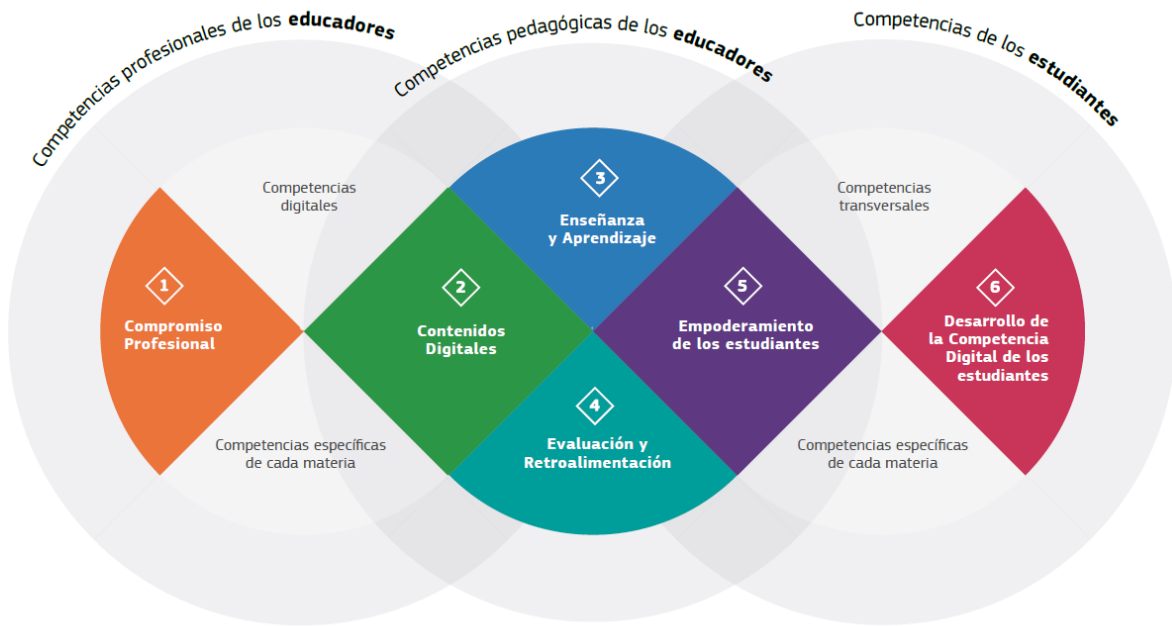 Competencias profesionales de los educadores
Competencias pedagógicas de los educadores
Competencias de los estudiantes
Competencias
digitales
Competencias
transversales
1
Compromiso
Profesional
2
Contenidos
Digitales
3
Enseñanza
y Aprendizaje
4
Evaluación y
Retroalimentación
5
Empoderamiento
de los estudiantes
6
Desarrollo de
la Competencia
Digital de los
estudiantes
Competencias específicas
de cada materia
Competencias específicas
de cada materia